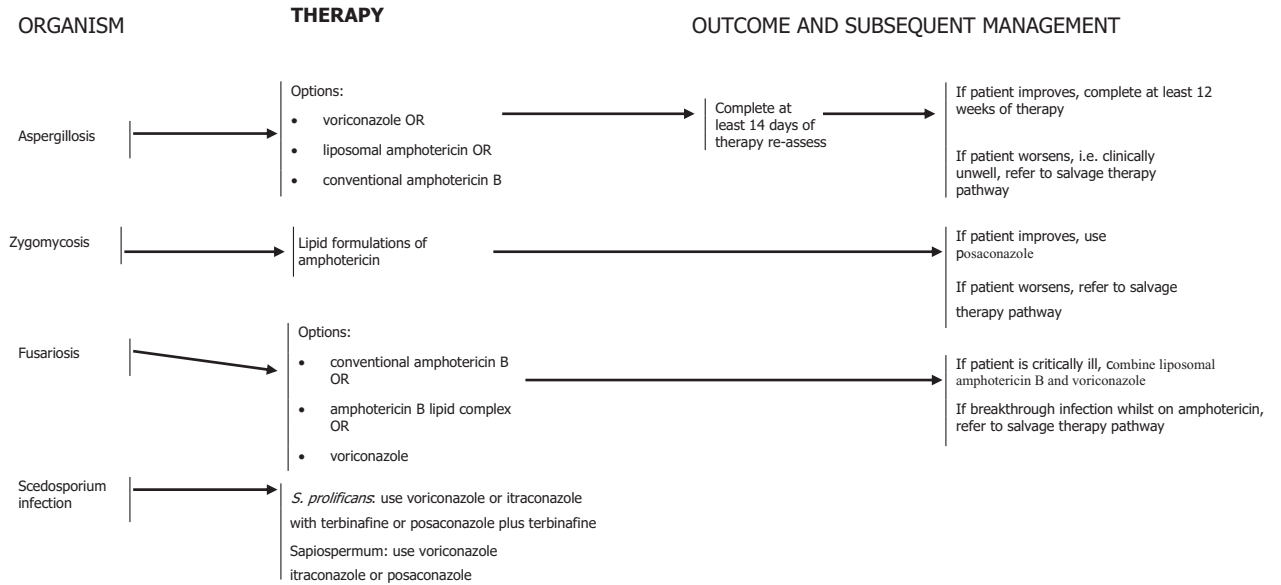 ORGANISM
THERAPY
OUTCOME AND SUBSEQUENT MANAGEMENT
Aspergillosis
Options:
• voriconazole OR
• liposomal amphotericin OR
• conventional amphotericin B
Complete at
least 14 days of
therapy re-assess
If patient improves, complete at least 12
weeks of therapy
If patient worsens, i.e. clinically
unwell, refer to salvage therapy
pathway
Zygomycosis
Lipid formulations of
amphotericin
If patient improves, use
posaconazole
If patient worsens, refer to salvage
therapy pathway
Fusariosis
Options:
• conventional amphotericin B
OR
• amphotericin B lipid complex
OR
• voriconazole
If patient is critically ill, combine liposomal
amphotericin B and voriconazole
If breakthrough infection whilst on amphotericin,
refer to salvage therapy pathway
Scedosporium
infection
S. prolificans: use voriconazole or itraconazole
with terbinafine or posaconazole plus terbinafine
Sapiospermum: use voriconazole
itraconazole or posaconazole